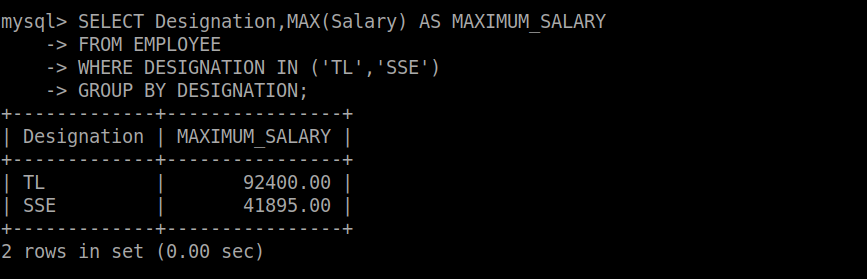 mysql> SELECT Designation,MAX(Salary) AS MAXIMUM_SALARY
    -> FROM EMPLOYEE
    -> WHERE DESIGNATION IN ('TL','SSE')
    -> GROUP BY DESIGNATION;
+-------------+----------------+
| Designation | MAXIMUM_SALARY |
+-------------+----------------+
| TL          |       92400.00 |
| SSE         |       41895.00 |
+-------------+----------------+
2 rows in set (0.00 sec)